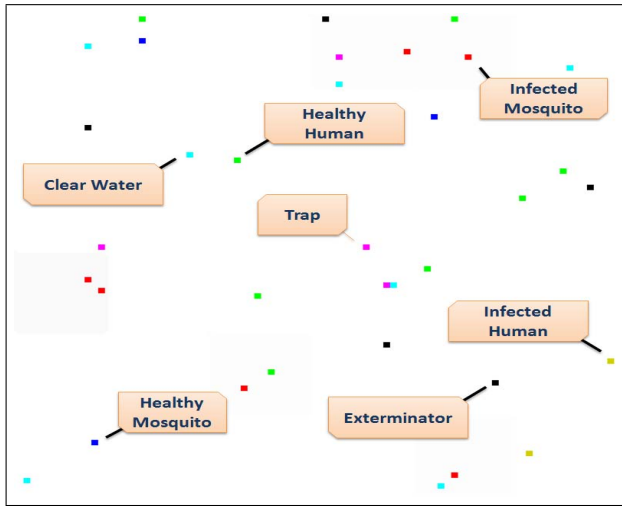 Infected
Mosquito
Healthy
Human
Clear Water
Trap
Infected
Human
Healthy
Mosquito
Exterminator